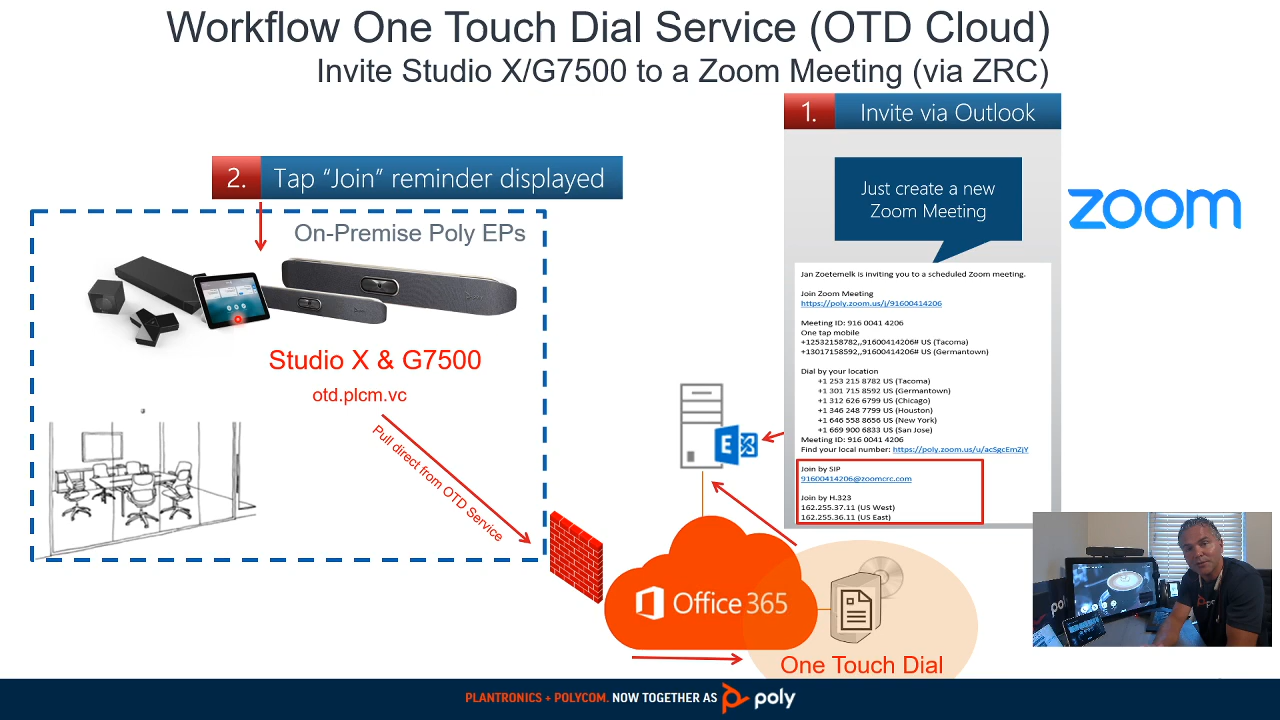 Workflow One Touch Dial Service (OTD Cloud)
Invite Studio X/G7500 to a Zoom Meeting (via ZRC)
1. Invite via Outlook
2. Tap “Join” reminder displayed
On-Premise Poly EPs
Studio X & G7500
otd.plcm.vc
Pull direct from OTD Service
Just create a new
Zoom Meeting
zoom
Jan Zoetemelk is inviting you to a scheduled Zoom meeting.
Join Zoom Meeting
https://poly.zoom.us/j/91600414206
Meeting ID: 916 0041 4206
One tap mobile
+12532158782,,91600414206# US (Tacoma)
+13017158592,,91600414206# US (Germantown)
Dial by your location
+1 253 215 8782 US (Tacoma)
+1 301 715 8592 US (Germantown)
+1 312 626 6799 US (Chicago)
+1 346 248 7799 US (Houston)
+1 646 558 8656 US (New York)
+1 669 900 6833 US (San Jose)
Meeting ID: 916 0041 4206
Find your local number: https://poly.zoom.us/u/acSgcEmZjY
Join by SIP
91600414206@zoomcrc.com
Join by H.323
162.255.37.11 (US West)
162.255.36.11 (US East)
E
Office 365
One Touch Dial
poly
PLANTRONICS + POLYCOM. NOW TOGETHER AS poly